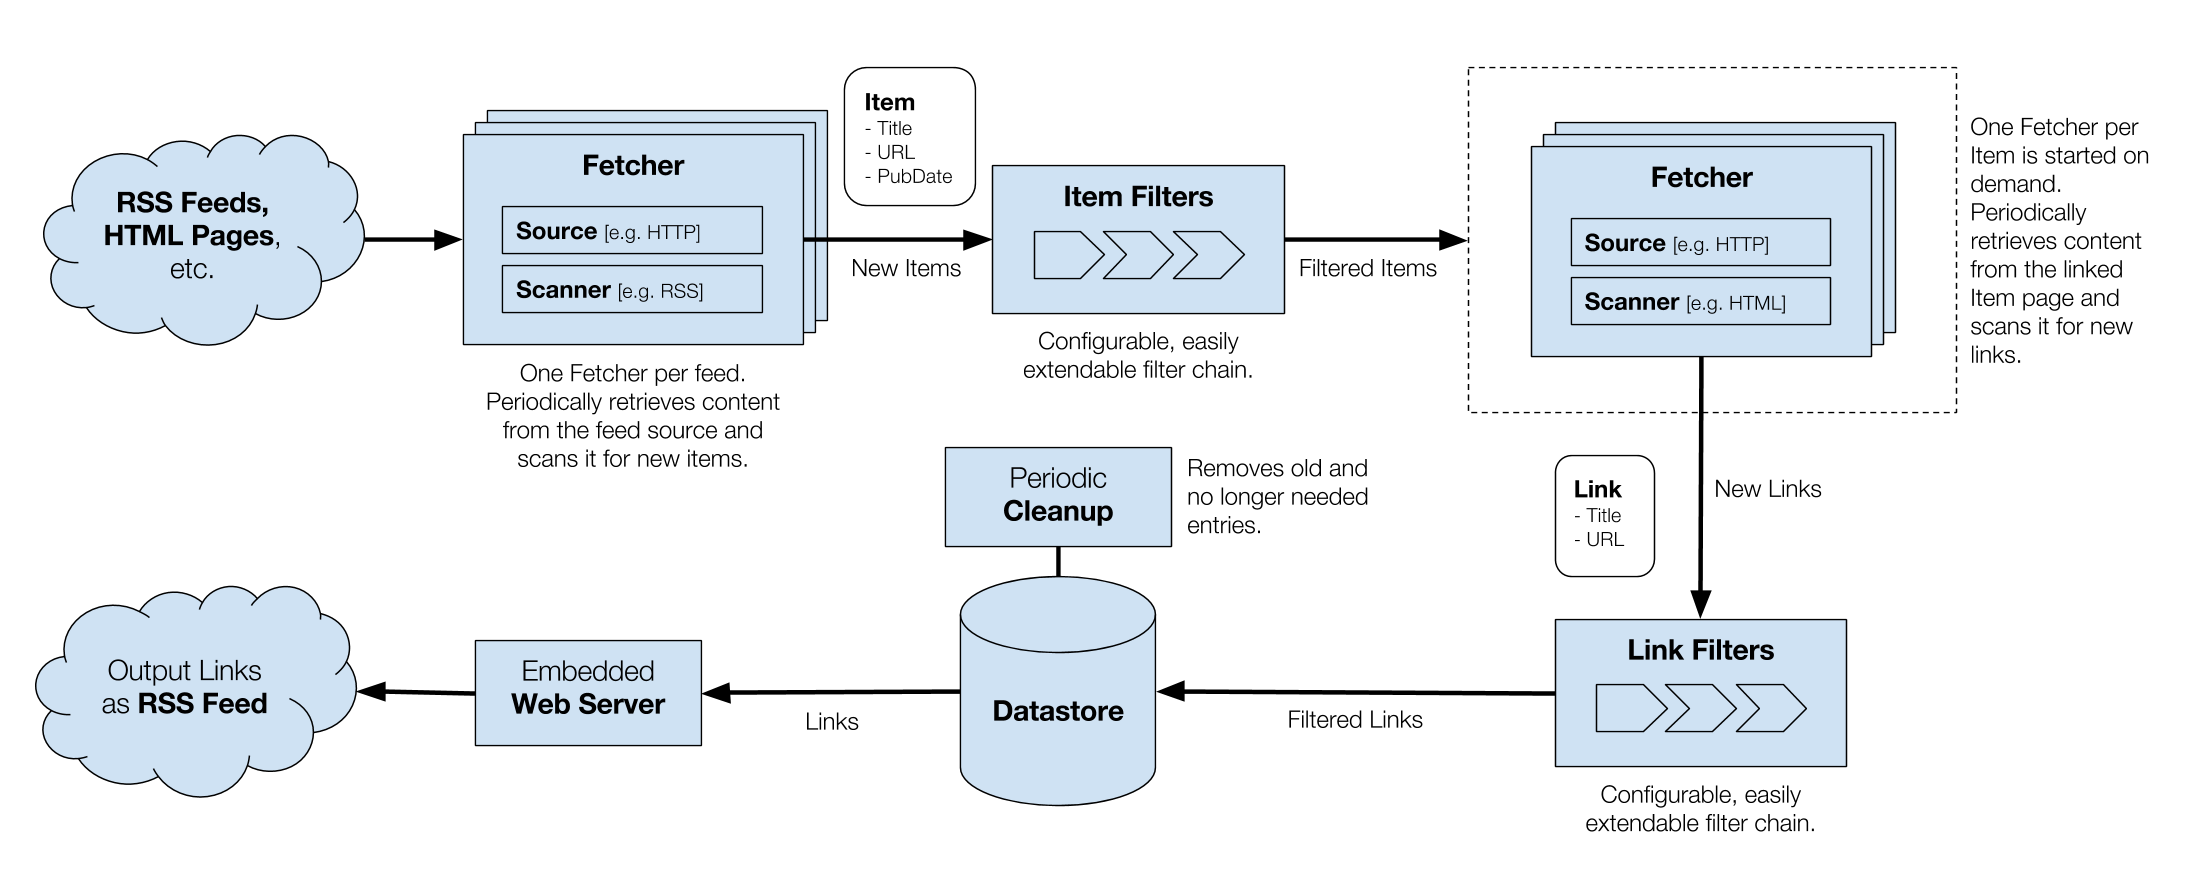 RSS Feeds,
HTML Pages,
etc.
Fetcher
Source [e.g. HTTP]
Scanner [e.g. RSS]
One Fetcher per feed.
Periodically retrieves content
from the feed source and
scans it for new items.
Item
- Title
- URL
- PubDate
New Items
Item Filters
Configurable, easily
extendable filter chain.
Filtered Items
Fetcher
Source [e.g. HTTP]
Scanner [e.g. HTML]
One Fetcher per
Item is started on
demand.
Periodically
retrieves content
from the linked
Item page and
scans it for new
links.
Link
- Title
- URL
New Links
Link Filters
Configurable, easily
extendable filter chain.
Filtered Links
Periodic
Cleanup
Removes old and
no longer needed
entries.
Datastore
Links
Embedded
Web Server
Output Links
as RSS Feed